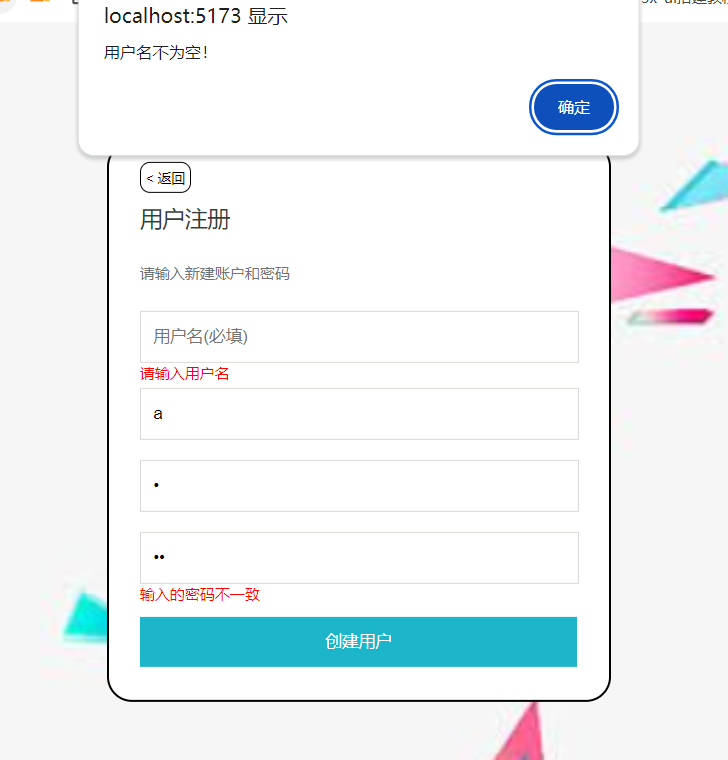 localhost:5173 显示
用户名不为空!
确定
< 返回
用户注册
请输入新建账户和密码
用户名(必填)
请输入用户名
a
•
••
输入的密码不一致
创建用户